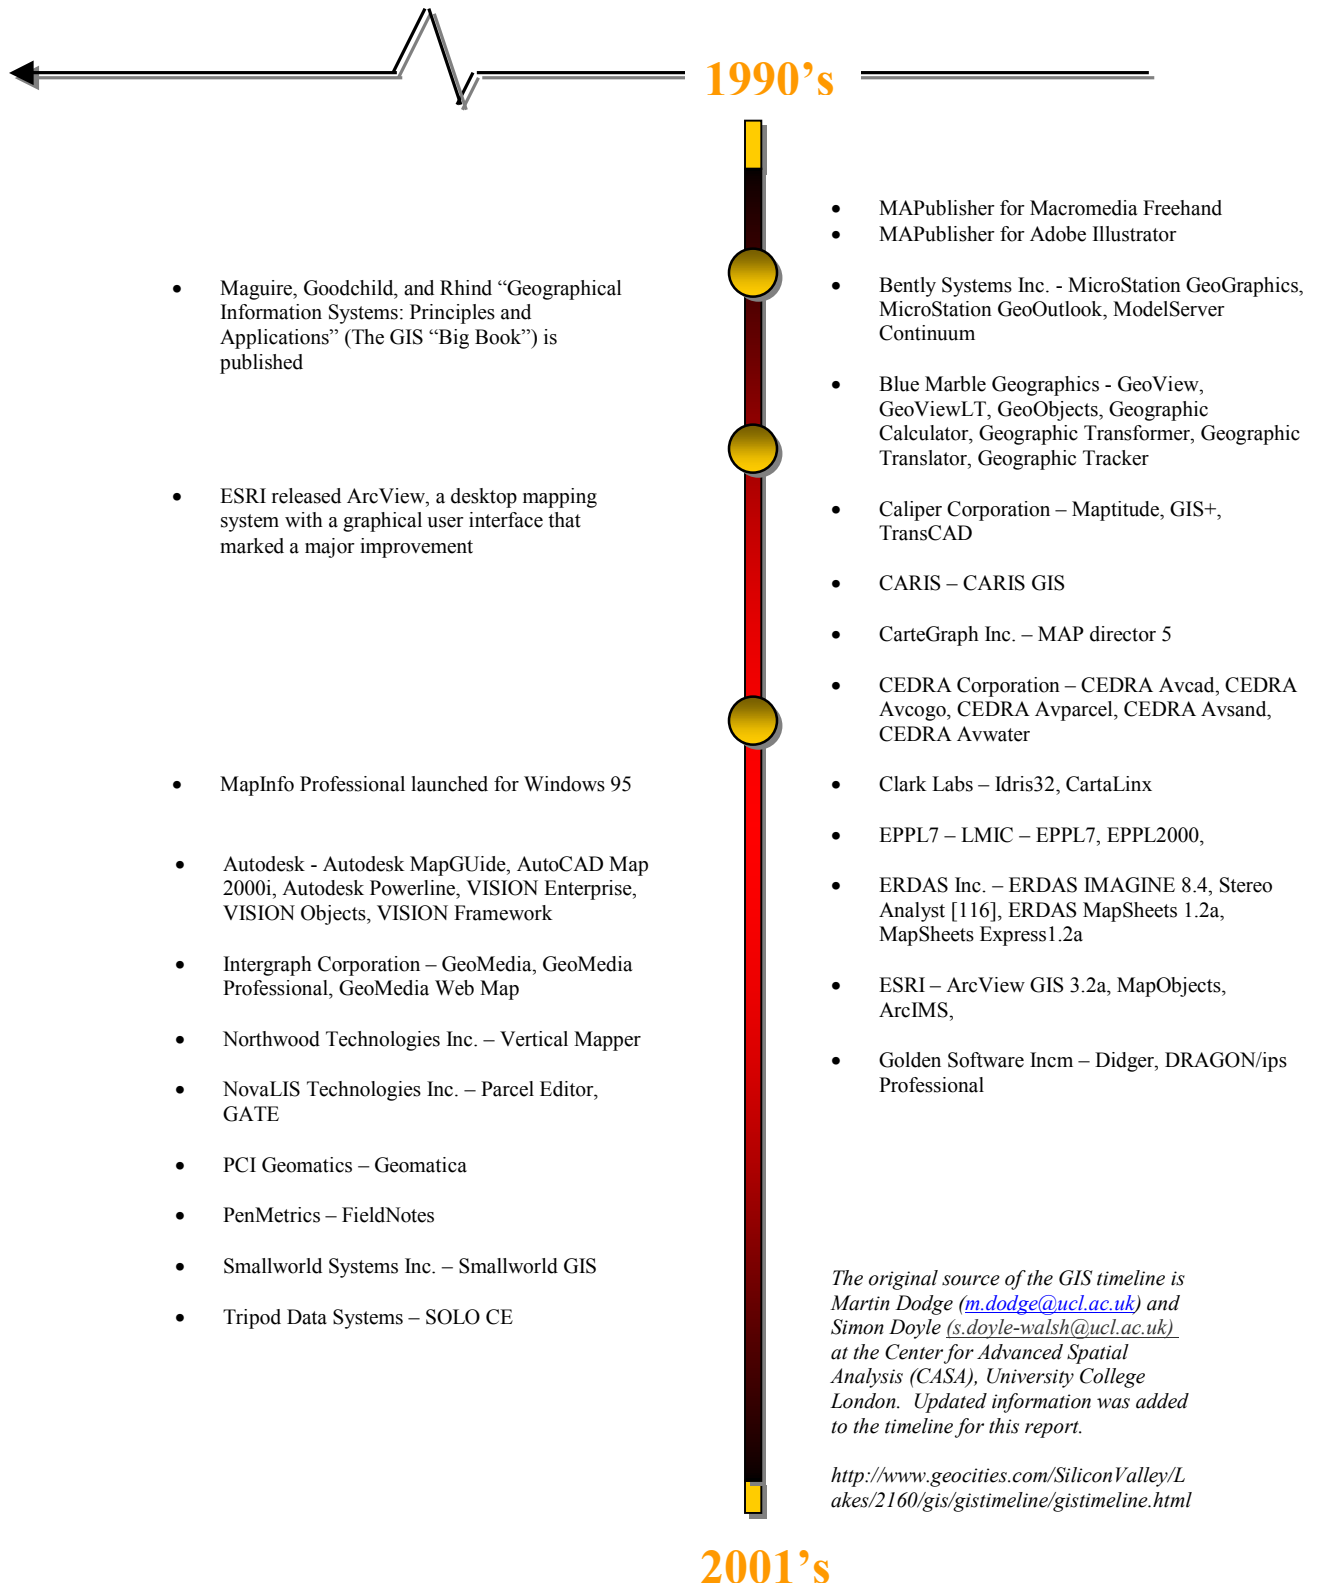 1990's
• Maguire, Goodchild, and Rhind “Geographical
Information Systems: Principles and
Applications” (The GIS “Big Book”) is
published
• ESRI released ArcView, a desktop mapping
system with a graphical user interface that
marked a major improvement
• MapInfo Professional launched for Windows 95
• Autodesk - Autodesk MapGUide, AutoCAD Map
2000i, Autodesk Powerline, VISION Enterprise,
VISION Objects, VISION Framework
• Intergraph Corporation – GeoMedia, GeoMedia
Professional, GeoMedia Web Map
• Northwood Technologies Inc. – Vertical Mapper
• NovaLIS Technologies Inc. – Parcel Editor,
GATE
• PCI Geomatics – Geomatica
• PenMetrics – FieldNotes
• Smallworld Systems Inc. – Smallworld GIS
• Tripod Data Systems – SOLO CE
• MAPublisher for Macromedia Freehand
• MAPublisher for Adobe Illustrator
• Bently Systems Inc. - MicroStation GeoGraphics,
MicroStation GeoOutlook, ModelServer
Continuum
• Blue Marble Geographics - GeoView,
GeoViewLT, GeoObjects, Geographic
Calculator, Geographic Transformer, Geographic
Translator, Geographic Tracker
• Caliper Corporation – Maptitude, GIS+,
TransCAD
• CARIS – CARIS GIS
• CarteGraph Inc. – MAP director 5
• CEDRA Corporation – CEDRA Avcad, CEDRA
Avcogo, CEDRA Avparcel, CEDRA Avsand,
CEDRA Avwater
• Clark Labs – Idris32, CartaLinx
• EPPL7 – LMIC – EPPL7, EPPL2000,
• ERDAS Inc. – ERDAS IMAGINE 8.4, Stereo
Analyst [116], ERDAS MapSheets 1.2a,
MapSheets Express1.2a
• ESRI – ArcView GIS 3.2a, MapObjects,
ArcIMS,
• Golden Software Incm – Didger, DRAGON/ips
Professional
The original source of the GIS timeline is
Martin Dodge (m.dodge@ucl.ac.uk) and
Simon Doyle (s.doyle-walsh@ucl.ac.uk)
at the Center for Advanced Spatial
Analysis (CASA), University College
London. Updated information was added
to the timeline for this report.
http://www.geocities.com/SiliconValley/L
akes/2160/gis/gistimeline/gistimeline.html
2001's